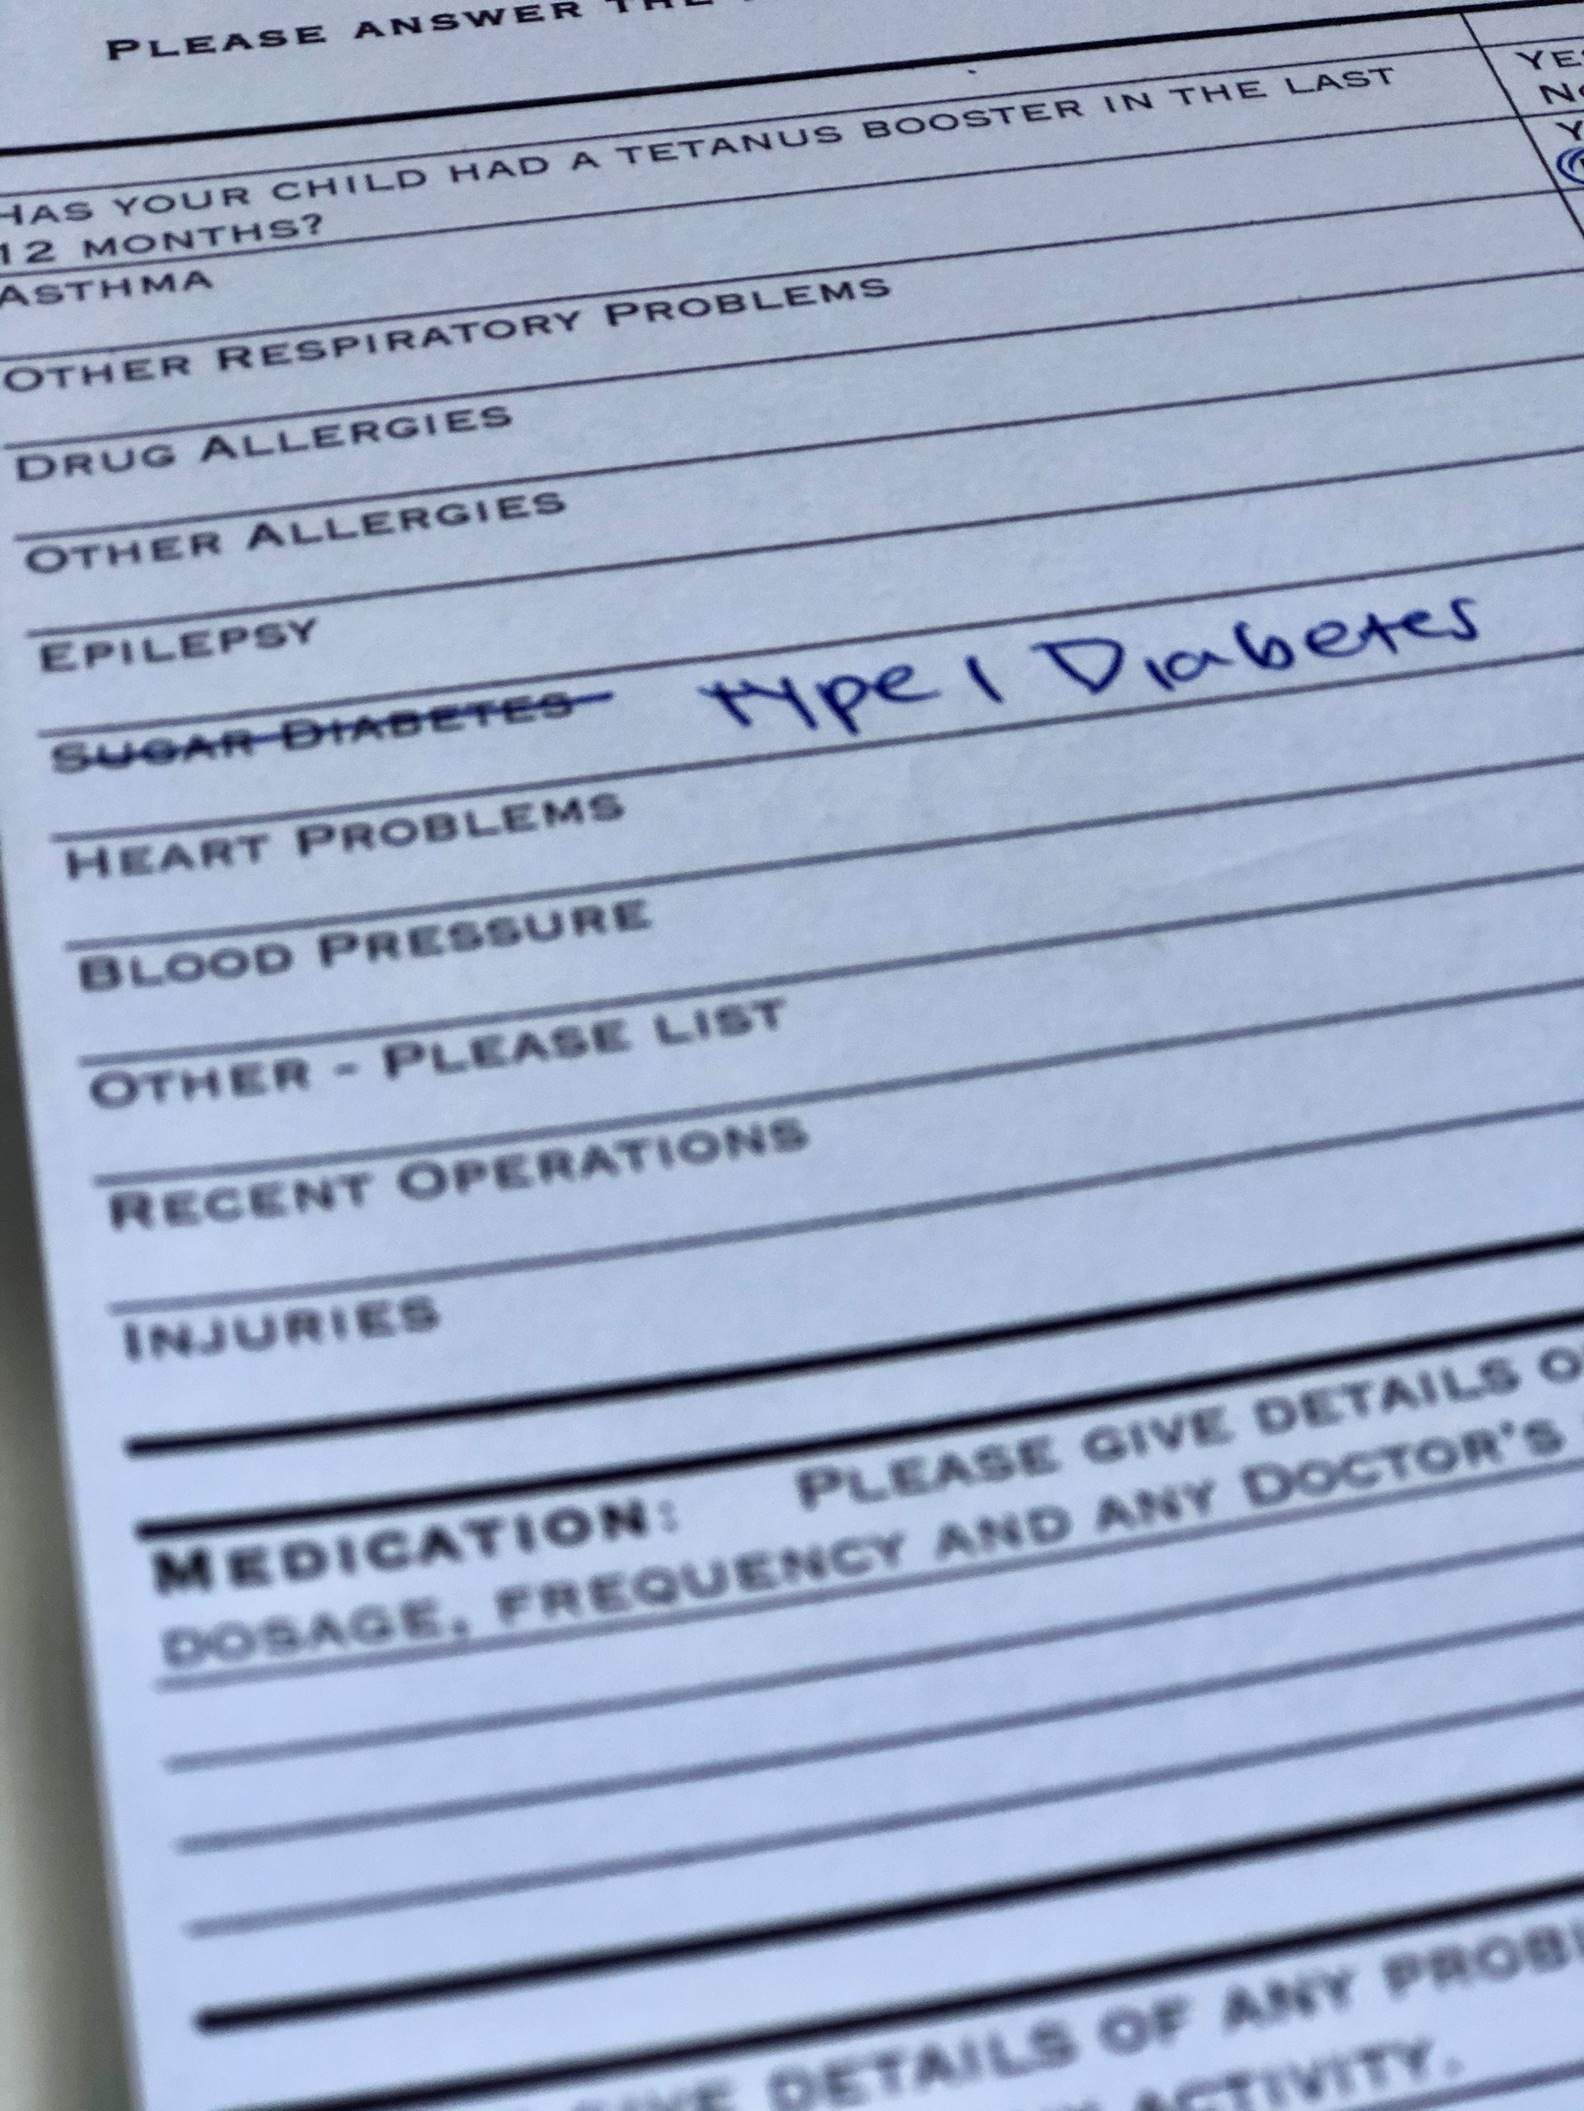 PLEASE ANSWER THE
HAS YOUR CHILD HAD A TETANUS BOOSTER IN THE LAST
12 MONTHS?
ASTHMA
OTHER RESPIRATORY PROBLEMS
DRUG ALLERGIES
OTHER ALLERGIES
EPILEPSY
SUGAR DIABETES type 1 Diabetes
HEART PROBLEMS
BLOOD PRESSURE
OTHER - PLEASE LIST
RECENT OPERATIONS
INJURIES
MEDICATION: PLEASE GIVE DETAILS
DOSAGE, FREQUENCY AND ANY DOCTOR'S
GIVE DETAILS OF ANY
ACTIVITY.